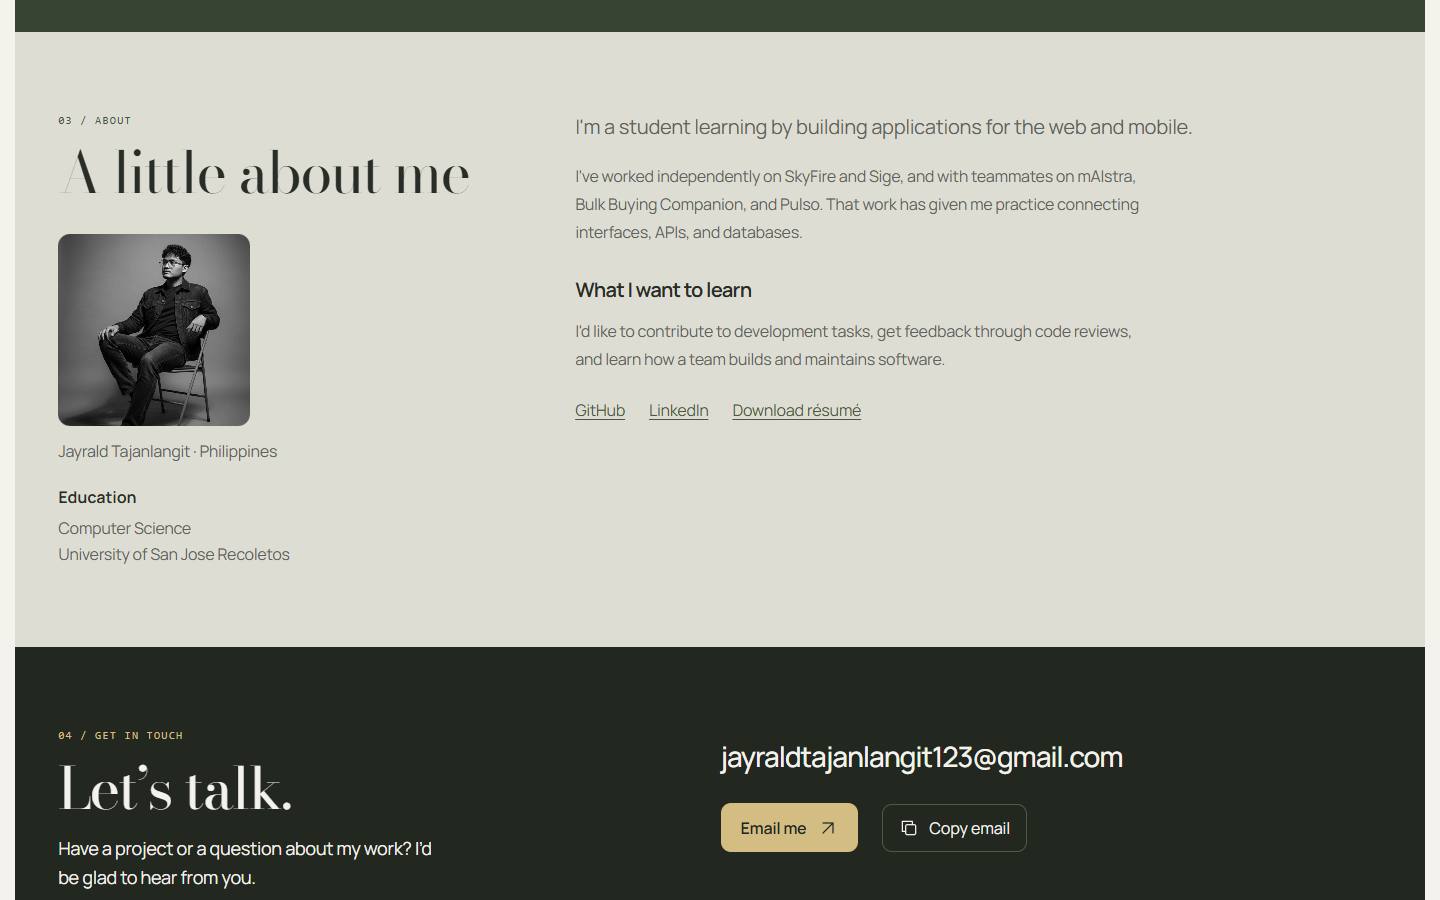 03 / ABOUT
A little about me
Jayrald Tajanlangit · Philippines
Education
Computer Science
University of San Jose Recoletos
I'm a student learning by building applications for the web and mobile.
I've worked independently on SkyFire and Sige, and with teammates on mAIstra,
Bulk Buying Companion, and Pulso. That work has given me practice connecting
interfaces, APIs, and databases.
What I want to learn
I'd like to contribute to development tasks, get feedback through code reviews,
and learn how a team builds and maintains software.
GitHub LinkedIn Download résumé
04 / GET IN TOUCH
Let’s talk.
Have a project or a question about my work? I’d
be glad to hear from you.
jayraldtajanlangit123@gmail.com
Email me Copy email